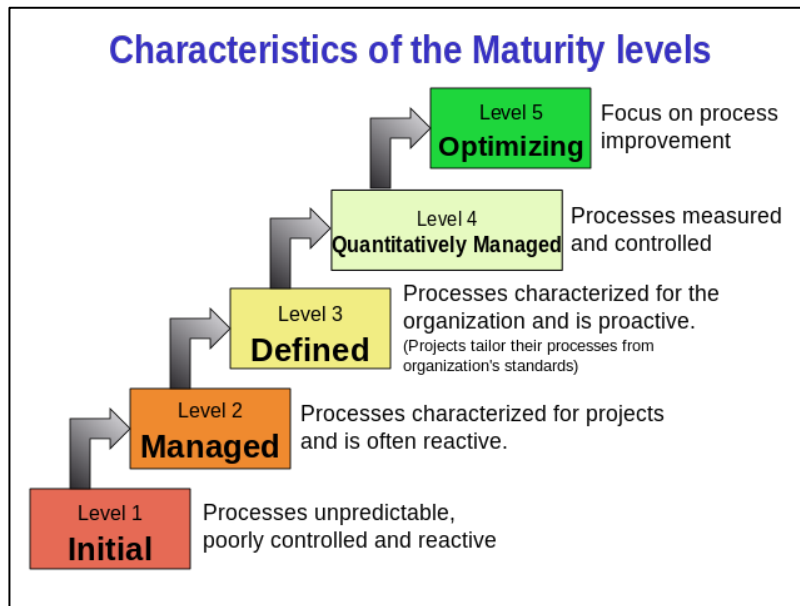 Characteristics of the Maturity levels
Level 5
Optimizing
Focus on process
improvement
Level 4
Quantitatively Managed
Processes measured
and controlled
Level 3
Defined
Processes characterized for the
organization and is proactive.
(Projects tailor their processes from
organization's standards)
Level 2
Managed
Processes characterized for projects
and is often reactive.
Level 1
Initial
Processes unpredictable,
poorly controlled and reactive